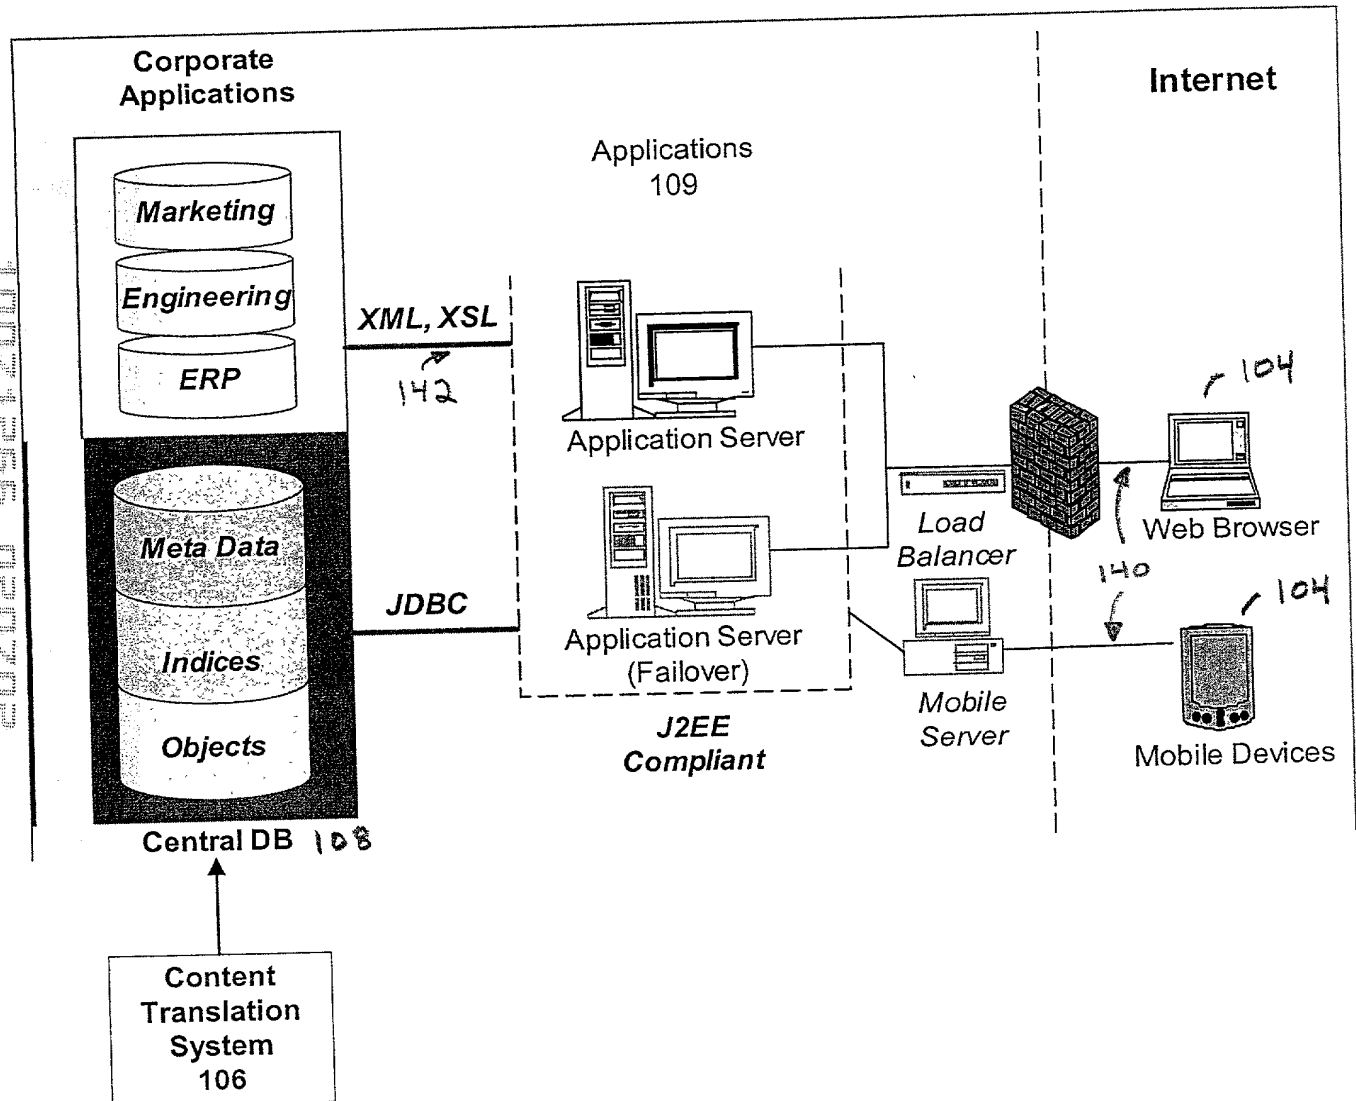 Corporate
Applications
Internet
Applications
109
Marketing
Engineering
ERP
XML, XSL
142
Application Server
104
Web Browser
Load
Balancer
140
Meta Data
Indices
Objects
JDBC
Application Server
(Failover)
J2EE
Compliant
Mobile
Server
104
Mobile Devices
Central DB 108
Content
Translation
System
106